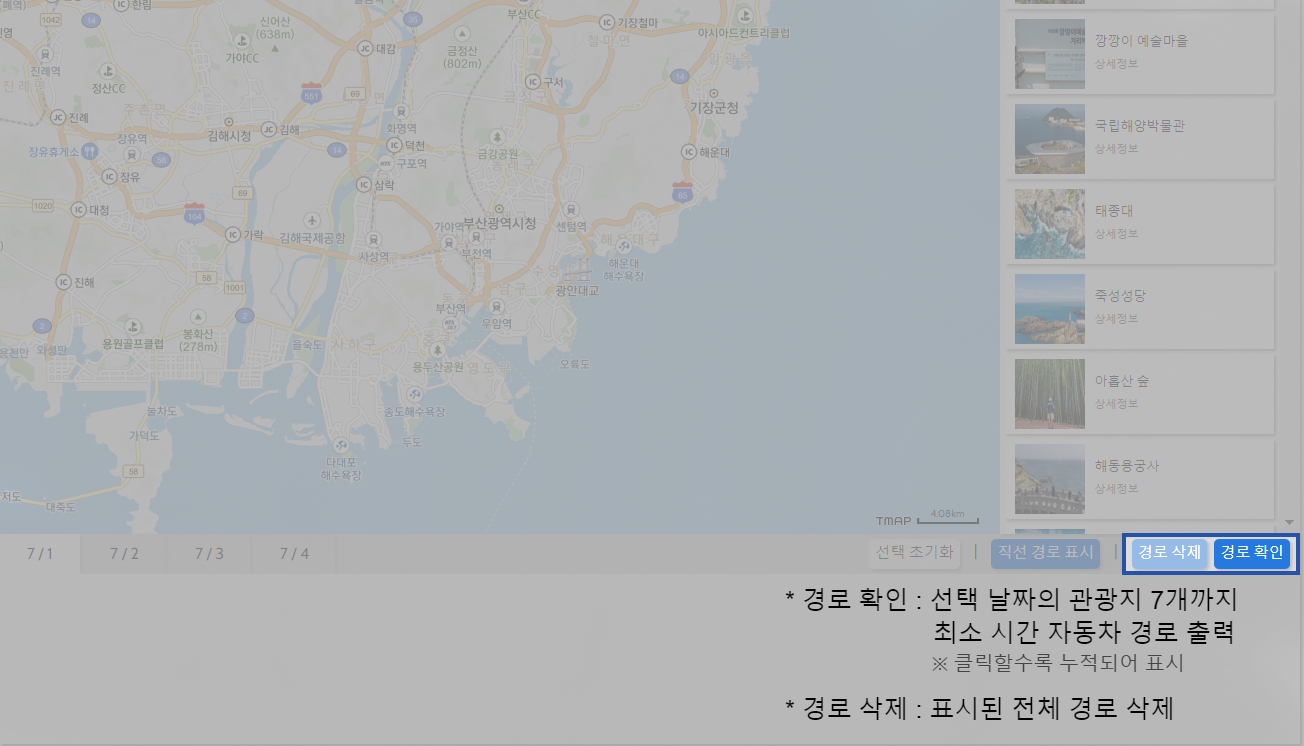 한림
14
1042
신어산
(638m)
가야CC
진례역
정산CC
진례
551
69
김해시청
김해
장유역
장유휴게소
58
장유
69
1020
대청
104
가락
김해국제공항
진해
58
1001
2
2
용원골프클럽
봉화산
(278m)
을숙도
사하구
눌차도
가덕도
58
대죽도
35
부산CC
대감
금정산
(802m)
구서
화명역
덕천
구포역
14
삼락
금강공원
가야역
부산광역시청
사상역
부전역
센텀역
해운대
해수욕장
광안대교
부산역
우암역
용두산공원
오륙도
송도해수욕장
두도
다대포
해수욕장
기장철마
철마면
아시아드컨트리클럽
14
기장군청
해운대
65
해운대구
TMAP
4.08km
깡깡이 예술마을
상세정보
국립해양박물관
상세정보
태종대
상세정보
죽성성당
상세정보
아홉산 숲
상세정보
해동용궁사
상세정보
7 / 1
7 / 2
7 / 3
7 / 4
선택 초기화 | 직선 경로 표시 | 경로 삭제 경로 확인
* 경로 확인 : 선택 날짜의 관광지 7개까지
최소 시간 자동차 경로 출력
※ 클릭할수록 누적되어 표시
* 경로 삭제 : 표시된 전체 경로 삭제